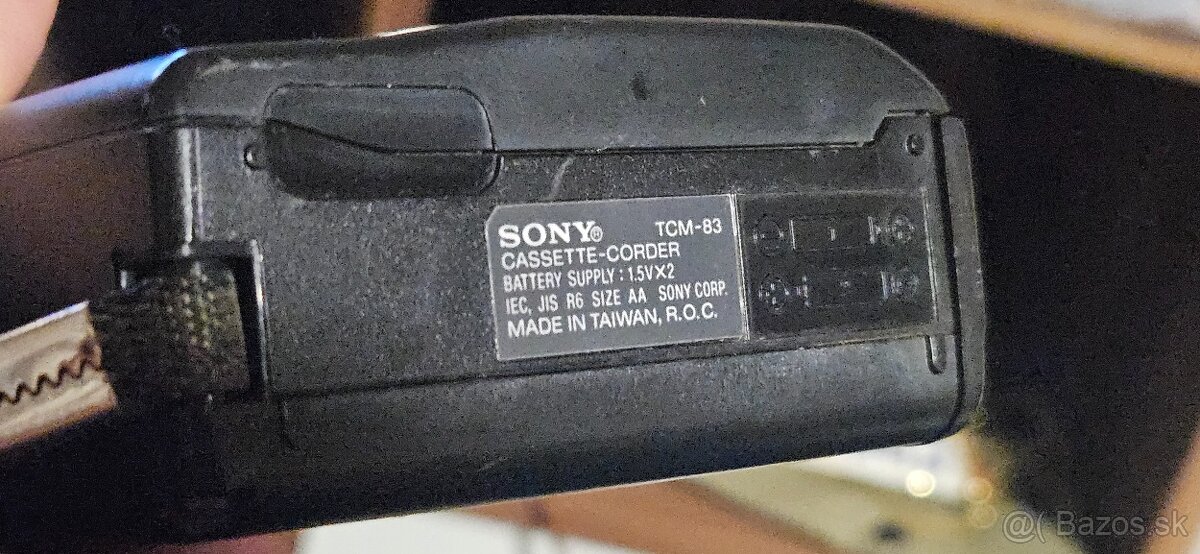 SONY® TCM-83
CASSETTE-CORDER
BATTERY SUPPLY : 1.5V×2
IEC, JIS R6 SIZE AA SONY CORP.
MADE IN TAIWAN, R.O.C.
@( Bazos.sk